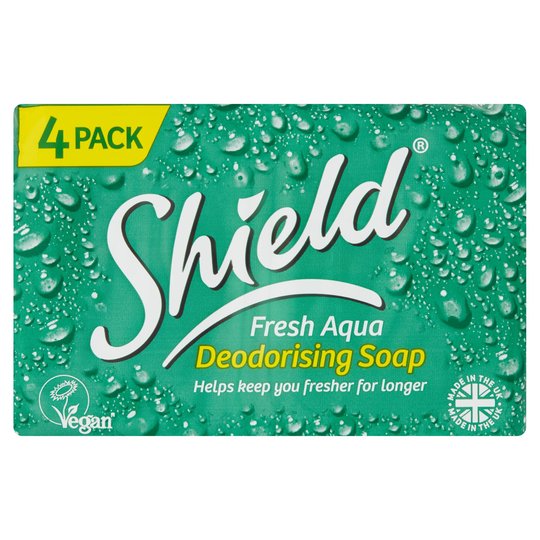 4 PACK
Shield®
Fresh Aqua
Deodorising Soap
Helps keep you fresher for longer
Vegan
MADE IN THE UK
MADE IN THE UK